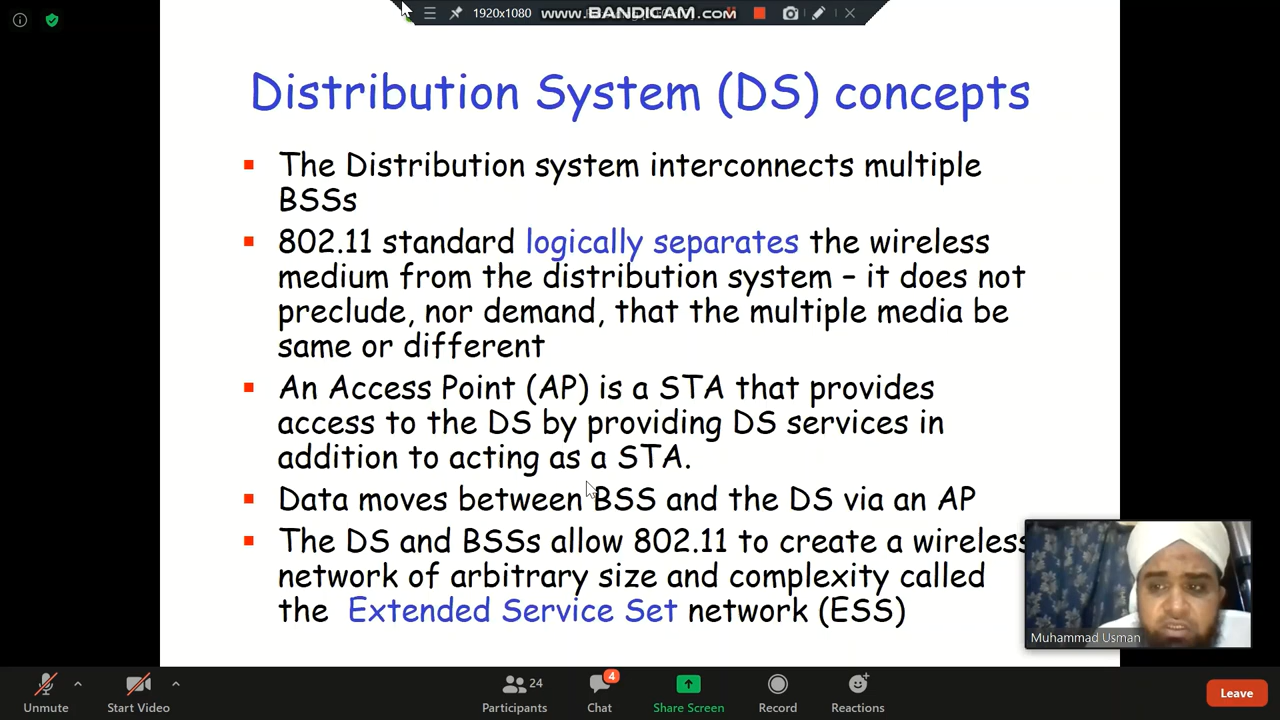 1920x1080 www.BANDICAM.com
Distribution System (DS) concepts
The Distribution system interconnects multiple
BSSs
802.11 standard logically separates the wireless
medium from the distribution system – it does not
preclude, nor demand, that the multiple media be
same or different
An Access Point (AP) is a STA that provides
access to the DS by providing DS services in
addition to acting as a STA.
Data moves between BSS and the DS via an AP
The DS and BSSs allow 802.11 to create a wireless
network of arbitrary size and complexity called
the Extended Service Set network (ESS)
Muhammad Usman
24
4
Unmute
Start Video
Participants
Chat
Share Screen
Record
Reactions
Leave